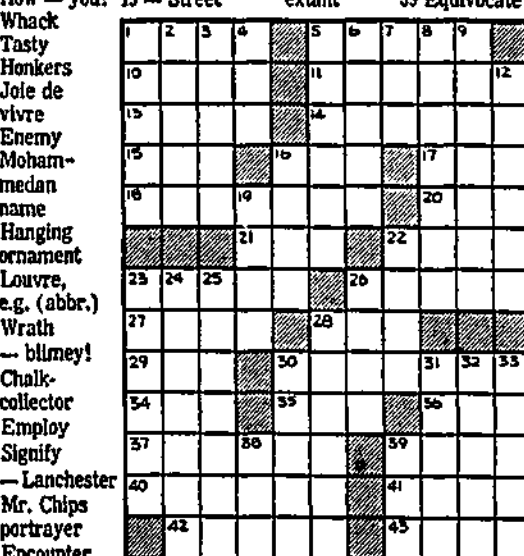 How — you? 15 — Street extant 39 Equivocate
Whack
Tasty
Honkers
Joie de
vivre
Enemy
Moham-
medan
name
Hanging
ornament
Louvre,
e.g. (abbr.)
Wrath
— blimey!
Chalk-
collector
Employ
Signify
— Lanchester
Mr. Chips
portrayer
Encounter
1 2 3 4 5 6 7 8 9
10 11 12
13 14
15 16 17
18 19 20
21 22
23 24 25 26
27 28
29 30 31 32 33
34 35 36
37 38 39
40 41
42 43